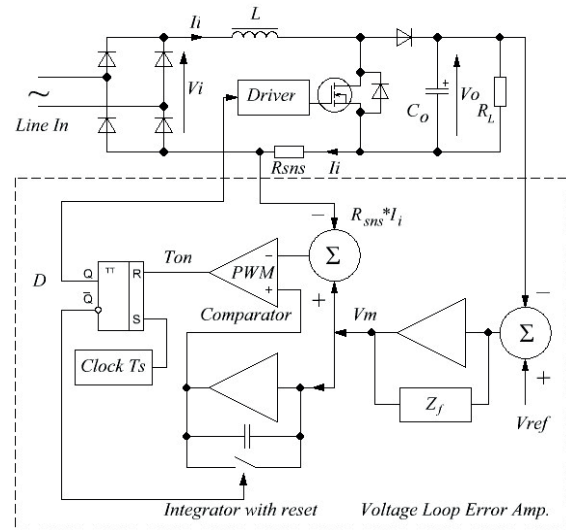 Ii
L
Vi
Driver
Co
+
Vo
RL
~
Line In
Rsns
Ii
Rsns*Ii
−
Σ
+
D
Ton
Q
TT
R
Q
S
−
PWM
+
Comparator
Vm
−
Σ
+
Clock Ts
Zf
Vref
Integrator with reset
Voltage Loop Error Amp.